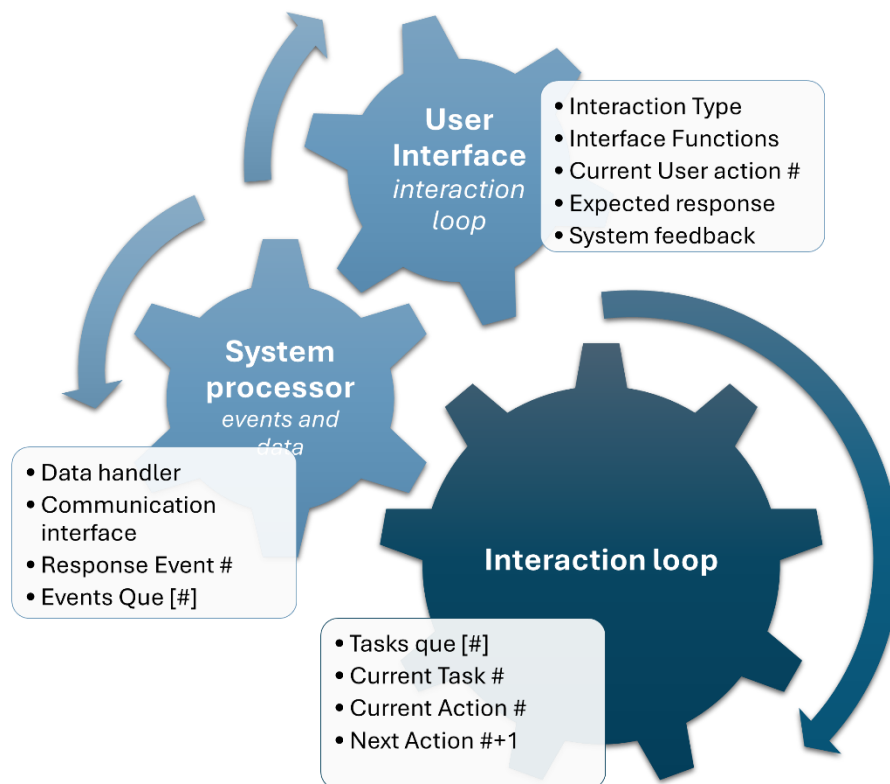 User
Interface
interaction
loop
• Interaction Type
• Interface Functions
• Current User action #
• Expected response
• System feedback
System
processor
events and
data
• Data handler
• Communication
interface
• Response Event #
• Events Que [#]
Interaction loop
• Tasks que [#]
• Current Task #
• Current Action #
• Next Action #+1